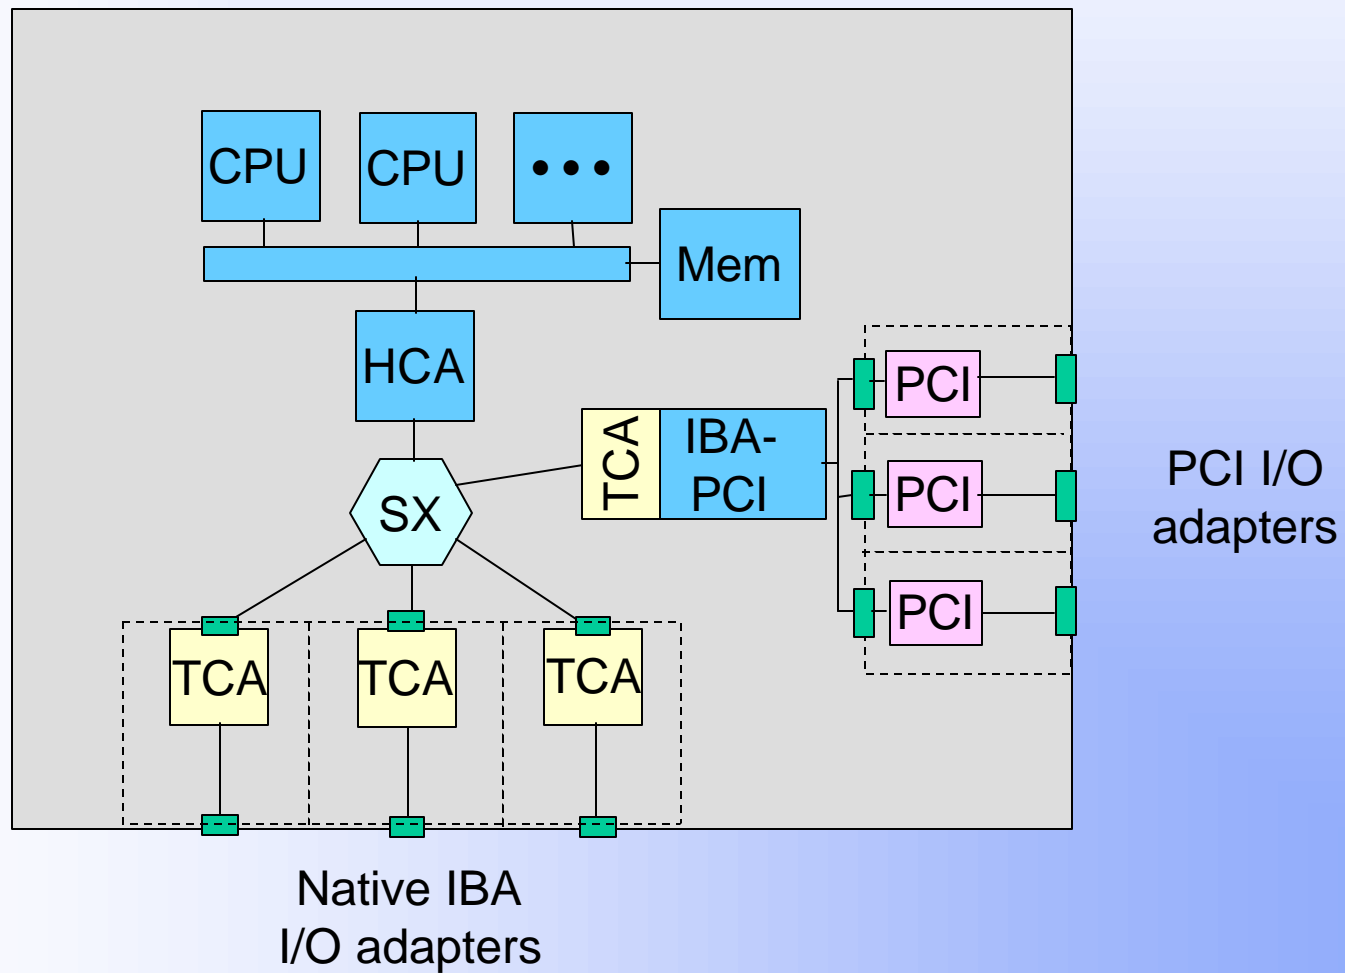 CPU
CPU
•••
Mem
HCA
PCI
TCA
IBA-
PCI
PCI
SX
PCI
PCI I/O
adapters
TCA
TCA
TCA
Native IBA
I/O adapters